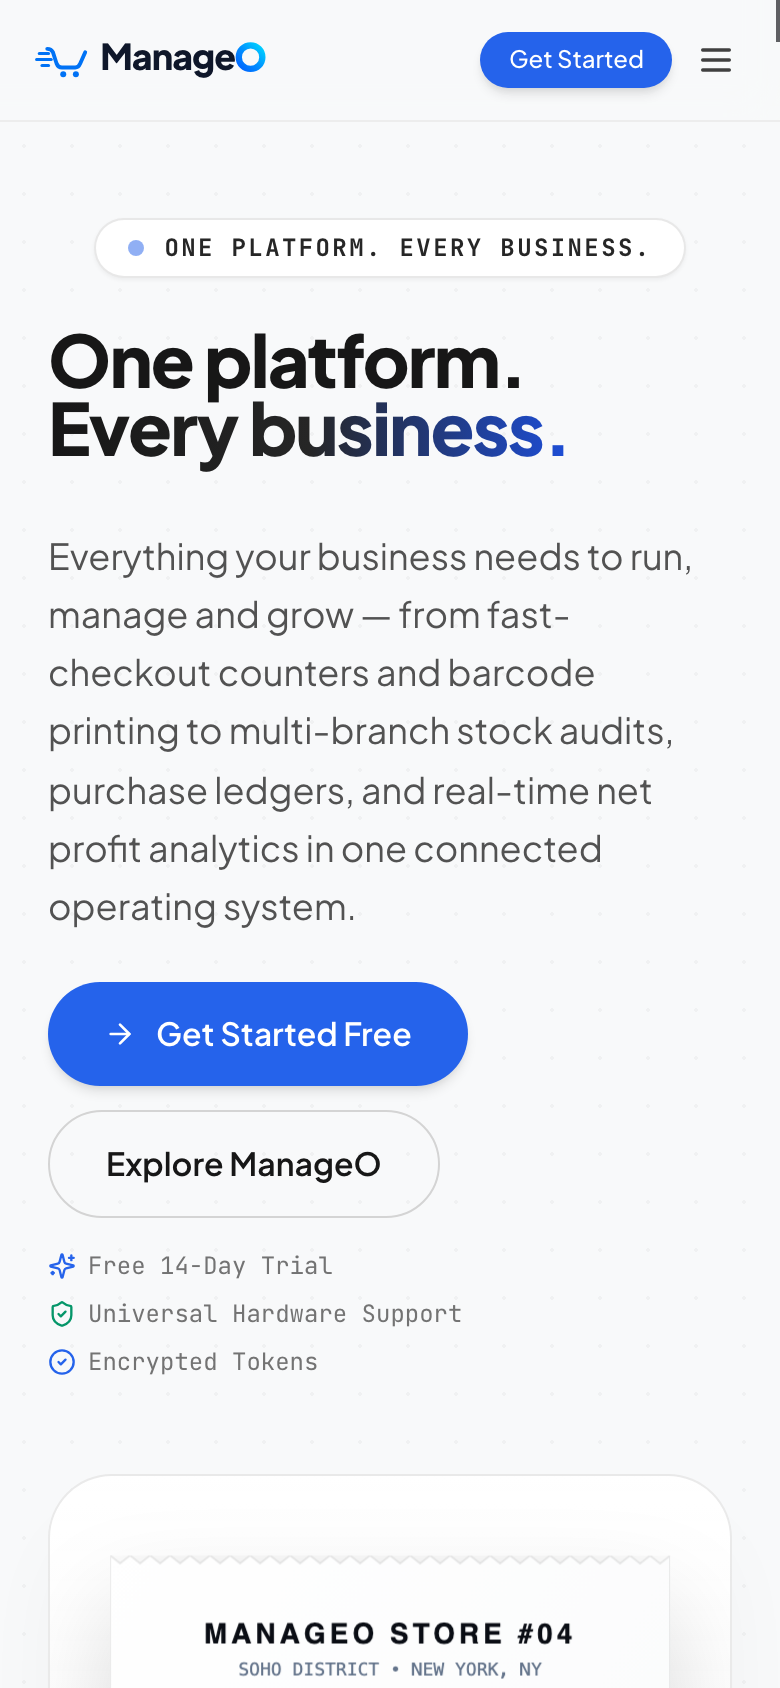 ManageO
Get Started
ONE PLATFORM. EVERY BUSINESS.
One platform.
Every business.
Everything your business needs to run,
manage and grow — from fast-
checkout counters and barcode
printing to multi-branch stock audits,
purchase ledgers, and real-time net
profit analytics in one connected
operating system.
Get Started Free
Explore ManageO
Free 14-Day Trial
Universal Hardware Support
Encrypted Tokens
MANAGEO STORE #04
SOHO DISTRICT • NEW YORK, NY